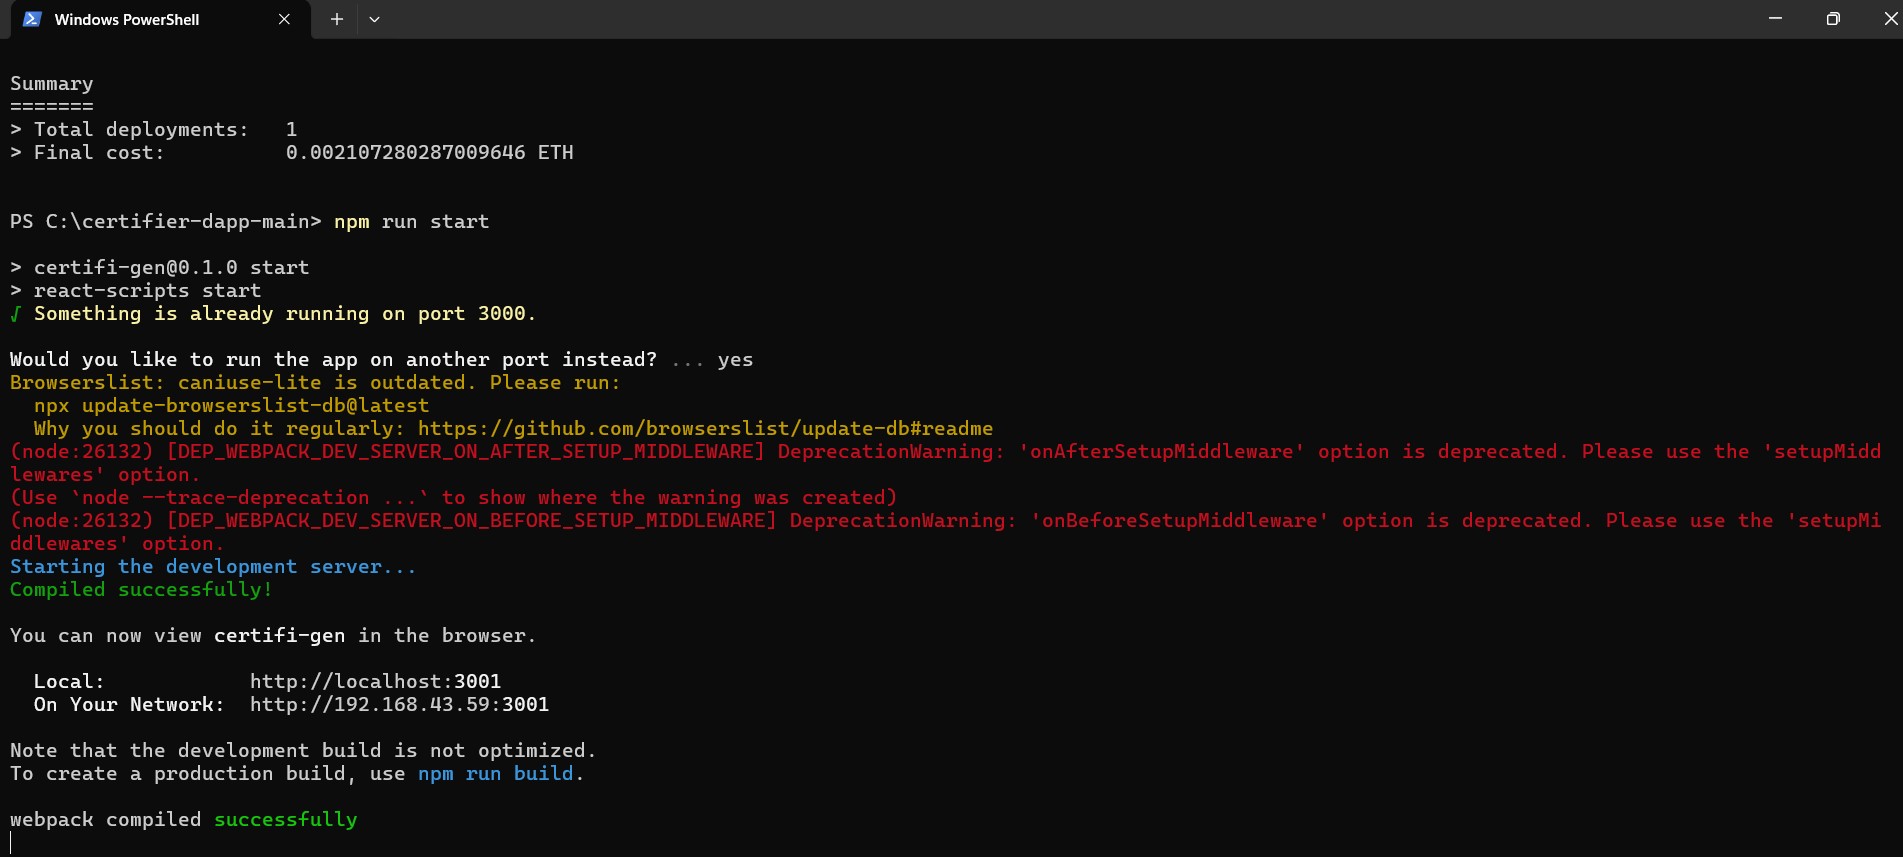 Windows PowerShell
Summary
=======
> Total deployments:   1
> Final cost:          0.002107280287009646 ETH
PS C:\certifier-dapp-main> npm run start
> certifi-gen@0.1.0 start
> react-scripts start
√ Something is already running on port 3000.
Would you like to run the app on another port instead? ... yes
Browserslist: caniuse-lite is outdated. Please run:
  npx update-browserslist-db@latest
  Why you should do it regularly: https://github.com/browserslist/update-db#readme
(node:26132) [DEP_WEBPACK_DEV_SERVER_ON_AFTER_SETUP_MIDDLEWARE] DeprecationWarning: 'onAfterSetupMiddleware' option is deprecated. Please use the 'setupMidd
lewares' option.
(Use `node --trace-deprecation ...` to show where the warning was created)
(node:26132) [DEP_WEBPACK_DEV_SERVER_ON_BEFORE_SETUP_MIDDLEWARE] DeprecationWarning: 'onBeforeSetupMiddleware' option is deprecated. Please use the 'setupMi
ddlewares' option.
Starting the development server...
Compiled successfully!
You can now view certifi-gen in the browser.
  Local:            http://localhost:3001
  On Your Network:  http://192.168.43.59:3001
Note that the development build is not optimized.
To create a production build, use npm run build.
webpack compiled successfully